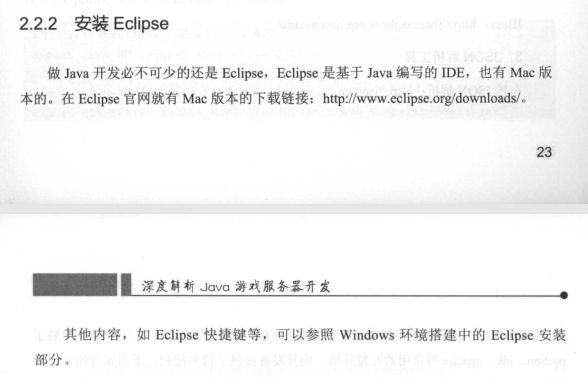 2.2.2 安装 Eclipse
做 Java 开发必不可少的还是 Eclipse，Eclipse 是基于 Java 编写的 IDE，也有 Mac 版
本的。在 Eclipse 官网就有 Mac 版本的下载链接：http://www.eclipse.org/downloads/。
23
深度解析 Java 游戏服务器开发
其他内容，如 Eclipse 快捷键等，可以参照 Windows 环境搭建中的 Eclipse 安装
部分。